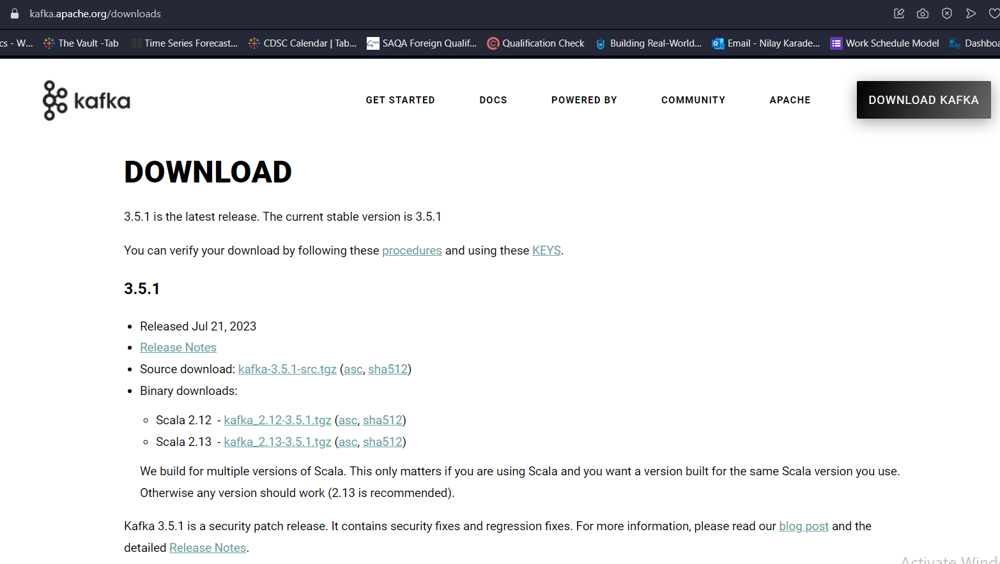 kafka.apache.org/downloads
cs - W... The Vault -Tab Time Series Forecast... CDSC Calendar | Tab... SAQA Foreign Qualif... Qualification Check Building Real-World... Email - Nilay Karade... Work Schedule Model Dashboa
kafka GET STARTED DOCS POWERED BY COMMUNITY APACHE DOWNLOAD KAFKA
DOWNLOAD
3.5.1 is the latest release. The current stable version is 3.5.1
You can verify your download by following these procedures and using these KEYS.
3.5.1
• Released Jul 21, 2023
• Release Notes
• Source download: kafka-3.5.1-src.tgz (asc, sha512)
• Binary downloads:
◦ Scala 2.12 - kafka_2.12-3.5.1.tgz (asc, sha512)
◦ Scala 2.13 - kafka_2.13-3.5.1.tgz (asc, sha512)
We build for multiple versions of Scala. This only matters if you are using Scala and you want a version built for the same Scala version you use.
Otherwise any version should work (2.13 is recommended).
Kafka 3.5.1 is a security patch release. It contains security fixes and regression fixes. For more information, please read our blog post and the
detailed Release Notes.
Activate Wind